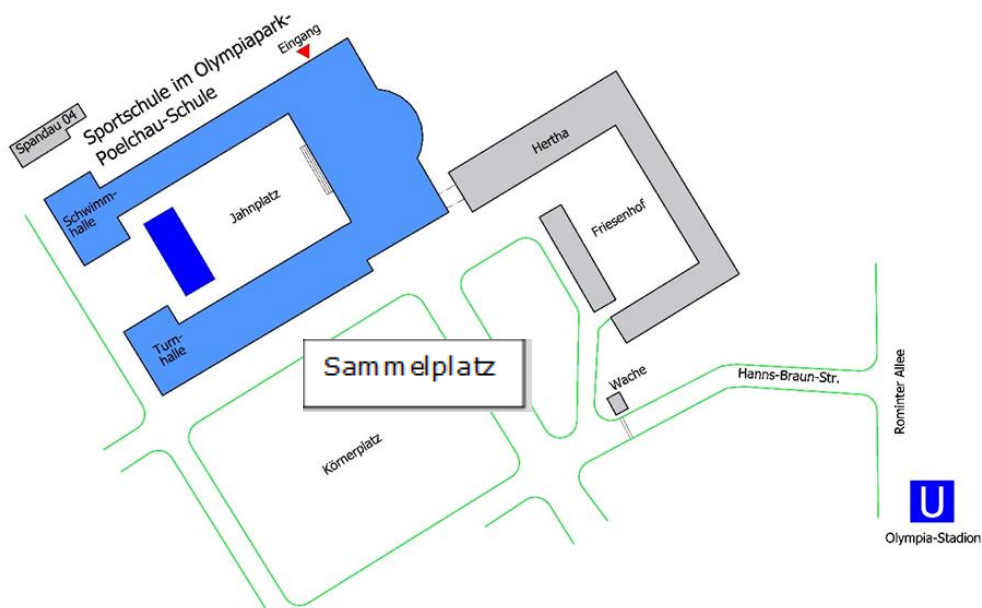 Eingang
Sportschule im Olympiapark-
Poelchau-Schule
Spandau 04
Hertha
Schwimm-
halle
Jahnplatz
Friesenhof
Turn-
halle
Sammelplatz
Wache
Hanns-Braun-Str.
Rominter Allee
Körnerplatz
U
Olympia-Stadion